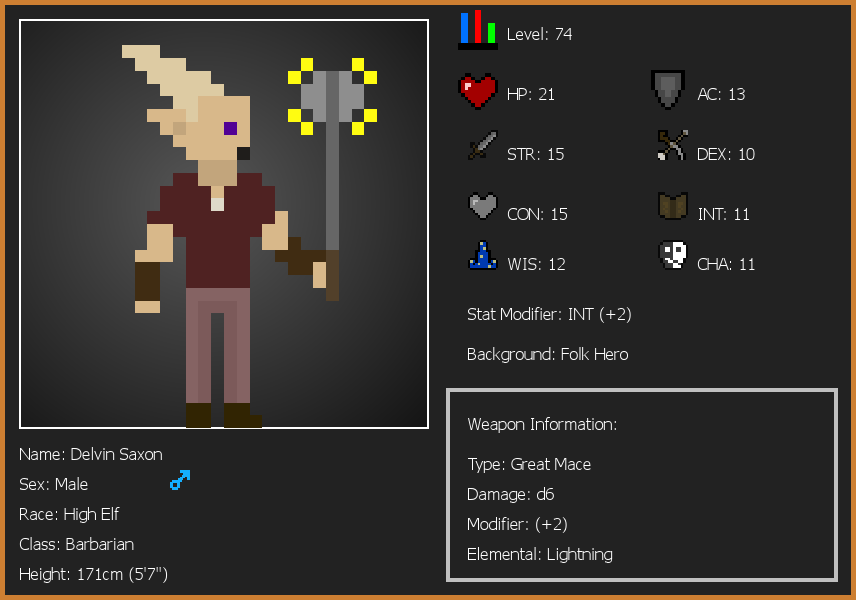 Level: 74
HP: 21
AC: 13
STR: 15
DEX: 10
CON: 15
INT: 11
WIS: 12
CHA: 11
Stat Modifier: INT (+2)
Background: Folk Hero
Weapon Information:
Type: Great Mace
Damage: d6
Modifier: (+2)
Elemental: Lightning
Name: Delvin Saxon
Sex: Male
Race: High Elf
Class: Barbarian
Height: 171cm (5'7")